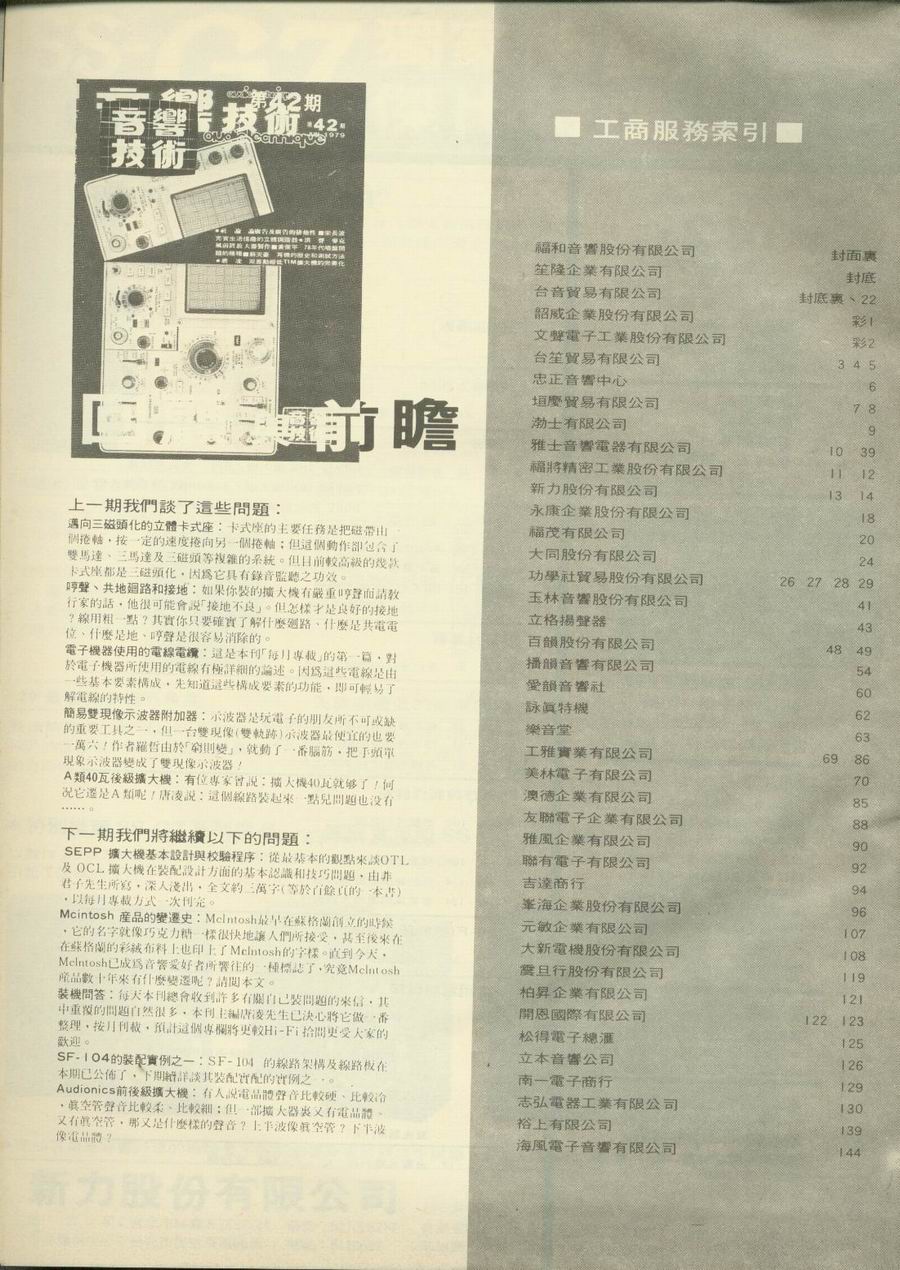 音響
技術
第42期
技術
1979
前瞻
上一期我們談了這些問題：
邁向三磁頭化的立體卡式座：卡式座的主要任務是把磁帶由一
個捲軸，按一定的速度捲向另一個捲軸；但這個動作卻包含了
雙馬達、三馬達及三磁頭等複雜的系統。但目前較高級的幾款
卡式座都是三磁頭化，因爲它具有錄音監聽之功效。
哼聲、共地廻路和接地：如果你裝的擴大機有嚴重哼聲而請教
行家的話，他很可能會說「接地不良」。但怎樣才是良好的接地
？線用粗一點？其實你只要確實了解什麼廻路、什麼是共電電
位、什麼是地、哼聲是很容易消除的。
電子機器使用的電線電纜：這是本刊「每月專載」的第一篇，對
於電子機器所使用的電線有極詳細的論述。因爲這些電線是由
一些基本要素構成，先知道這些構成要素的功能，即可輕易了
解電線的特性。
簡易雙現像示波器附加器：示波器是玩電子的朋友所不可或缺
的重要工具之一，但一台雙現像(雙軌跡)示波器最便宜的也要
一萬六！作者羅哲由於「窮則變」，就動了一番腦筋，把手頭單
現象示波器變成了雙現像示波器！
A類40瓦後級擴大機：有位專家曾說：擴大機40瓦就够了！何
況它還是A類呢！唐凌說：這個線路裝起來一點兒問題也没有
……。
下一期我們將繼續以下的問題：
SEPP 擴大機基本設計與校驗程序：從最基本的觀點來談OTL
及 OCL 擴大機在裝配設計方面的基本認識和技巧問題，由非
君子先生所寫，深入淺出，全文約三萬字(等於百餘頁的一本書)
，以每月專載方式一次刊完。
Mcintosh 産品的變遷史：McIntosh最早在蘇格蘭創立的時候
，它的名字就像巧克力糖一樣很快地讓人們所接受，甚至後來在
在蘇格蘭的彩絨布料上也印上了McIntosh的字樣。直到今天，
McIntosh已成爲音響愛好者所嚮往的一種標誌了，究竟McIntosh
産品數十年來有什麼變遷呢？請閱本文。
裝機問答：每天本刊總會收到許多有關自己裝問題的來信，其
中重覆的問題自然很多，本刊主編唐凌先生已決心將它做一番
整理，按月刊載，預計這個專欄將更較Hi-Fi 拾問更受大家的
歡迎。
SF-104的裝配實例之一：SF-104 的線路架構及線路板在
本期已公佈了，下期續詳談其裝配實配的實例之一。
Audionics前後級擴大機：有人說電晶體聲音比較硬、比較冷
、眞空管聲音比較柔、比較細；但一部擴大器裏又有電晶體、
又有眞空管，那又是什麼樣的聲音？上半波像眞空管？下半波
像電晶體？
■ 工商服務索引 ■
福和音響股份有限公司 封面裏
笙隆企業有限公司 封底
台音貿易有限公司 封底裏、22
韶威企業股份有限公司 彩1
文聲電子工業股份有限公司 彩2
台笙貿易有限公司 3 4 5
忠正音響中心 6
垣慶貿易有限公司 7 8
渤士有限公司 9
雅士音響電器有限公司 10 39
福將精密工業股份有限公司 11 12
新力股份有限公司 13 14
永康企業股份有限公司 18
福茂有限公司 20
大同股份有限公司 24
功學社貿易股份有限公司 26 27 28 29
玉林音響股份有限公司 41
立格揚聲器 43
百韻股份有限公司 48 49
播韻音響有限公司 54
愛韻音響社 60
詠眞特機 62
樂音堂 63
工雅實業有限公司 69 86
美林電子有限公司 70
澳德企業有限公司 85
友聯電子企業有限公司 88
雅風企業有限公司 90
聯有電子有限公司 92
吉達商行 94
峯海企業股份有限公司 96
元敏企業有限公司 107
大新電機股份有限公司 108
震旦行股份有限公司 119
柏昇企業有限公司 121
開恩國際有限公司 122 123
松得電子總滙 125
立本音響公司 126
南一電子商行 129
志弘電器工業有限公司 130
裕上有限公司 139
海風電子音響有限公司 144
新力股份有限公司